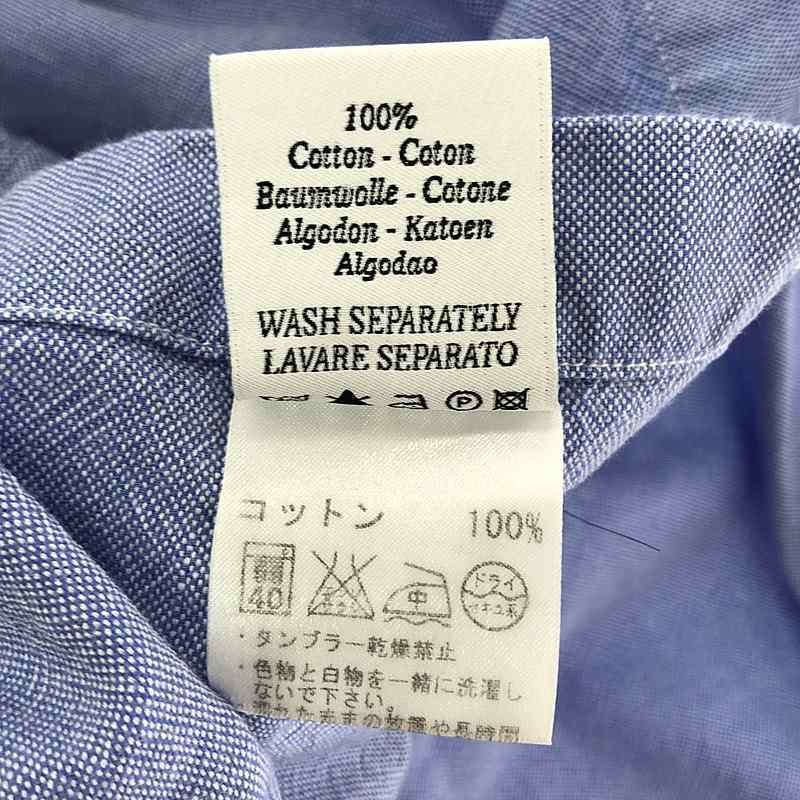 100%
Cotton - Coton
Baumwolle - Cotone
Algodon - Katoen
Algodao
WASH SEPARATELY
LAVARE SEPARATO
P
コットン 100%
40 中 ドライ
・タンブラー乾燥禁止
・色物と白物を一緒に洗濯し
ないで下さい。